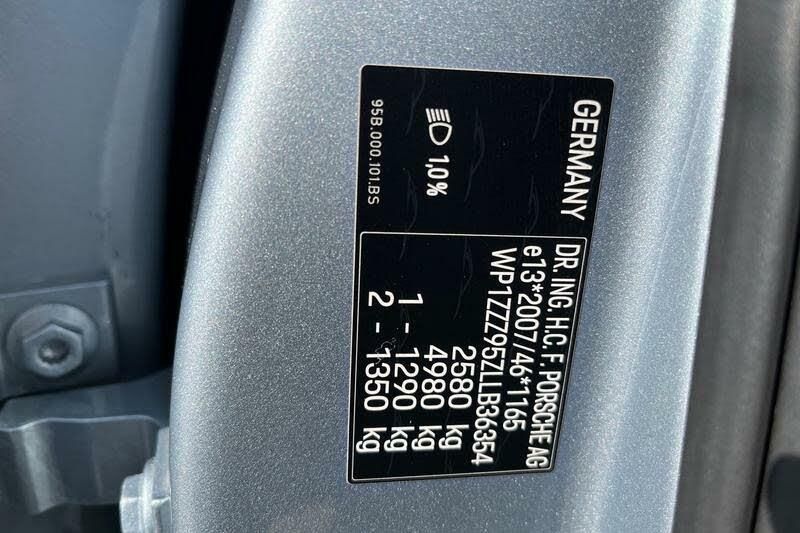 GERMANY
1,0%
95B.000.101.BS
DR. ING. H.C. F. PORSCHE AG
e13*2007/46*1165
WP1ZZZ95ZLLB36354
2580 kg
4980 kg
1 - 1290 kg
2 - 1350 kg